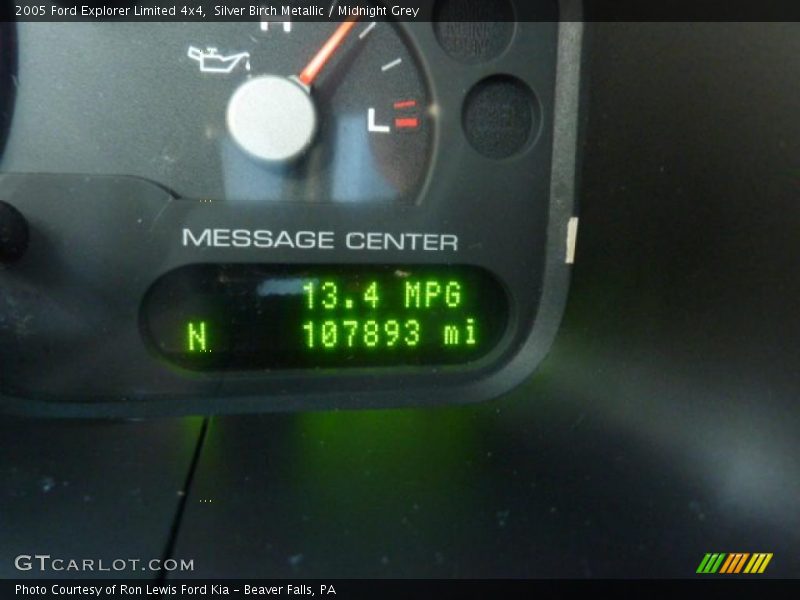 2005 Ford Explorer Limited 4x4,  Silver Birch Metallic / Midnight Grey
H
L
MESSAGE CENTER
13.4 MPG
N 107893 mi
GTCARLOT.COM
Photo Courtesy of Ron Lewis Ford Kia - Beaver Falls, PA